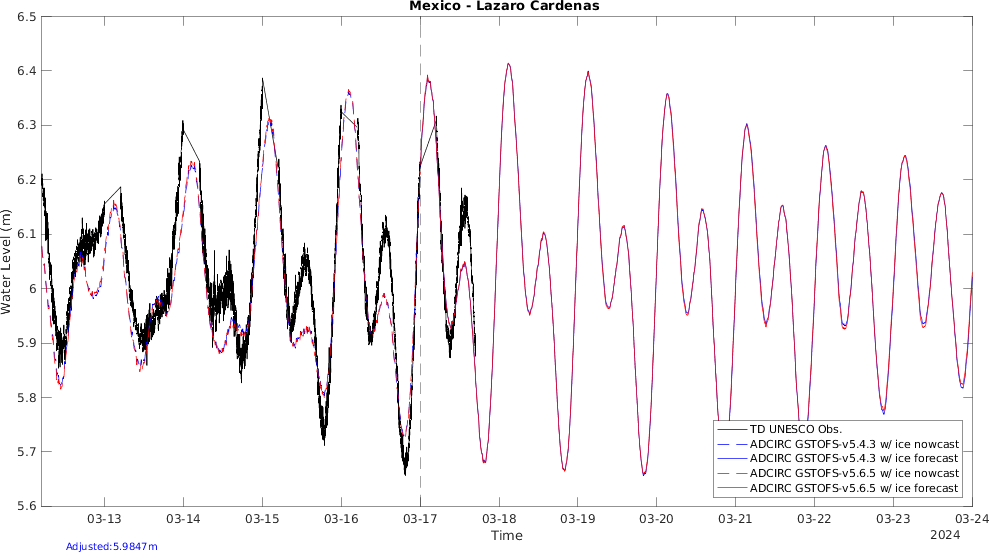 Mexico - Lazaro Cardenas
6.5
6.4
6.3
6.2
6.1
6
5.9
5.8
5.7
5.6
Water Level (m)
TD UNESCO Obs.
ADCIRC GSTOFS-v5.4.3 w/ ice nowcast
ADCIRC GSTOFS-v5.4.3 w/ ice forecast
ADCIRC GSTOFS-v5.6.5 w/ ice nowcast
ADCIRC GSTOFS-v5.6.5 w/ ice forecast
03-13 03-14 03-15 03-16 03-17 03-18 03-19 03-20 03-21 03-22 03-23 03-24
Time
2024
Adjusted:5.9847m